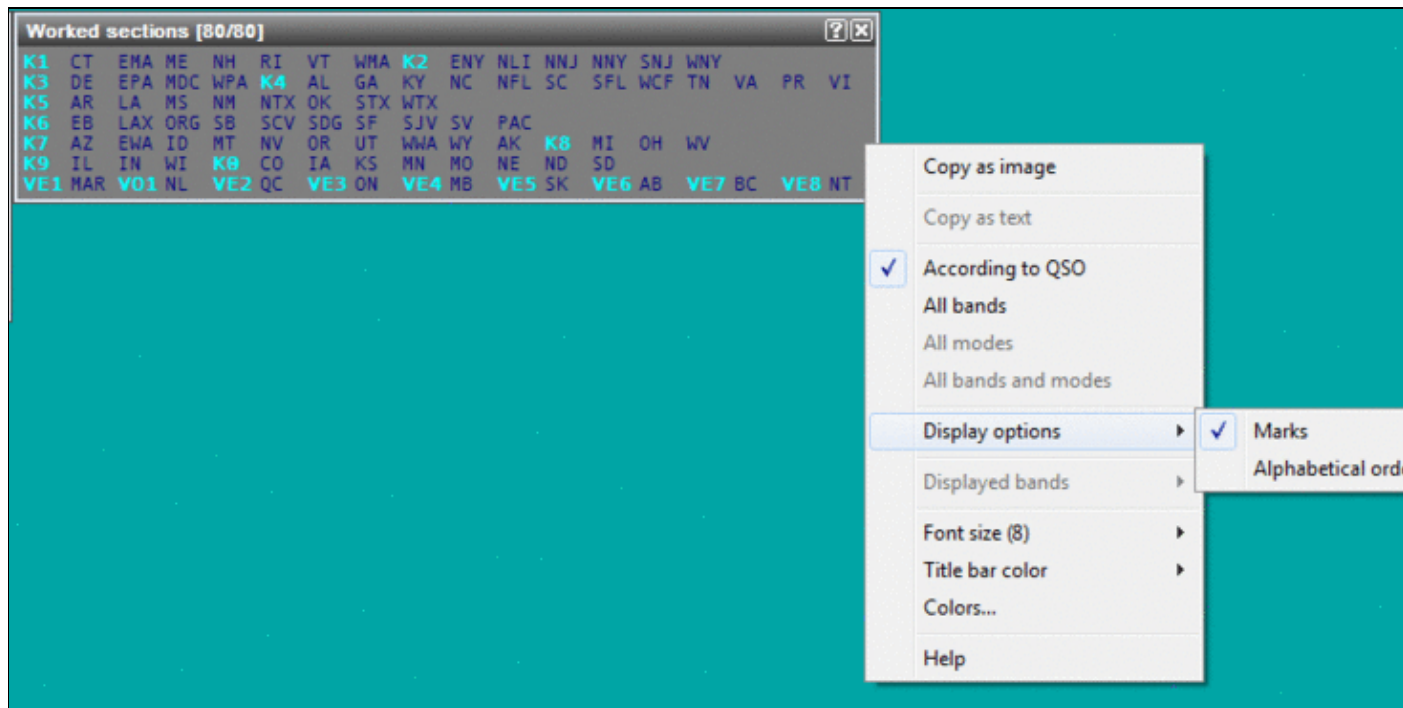 Worked sections [80/80]
K1 CT EMA ME NH RI VT WMA K2 ENY NLI NNJ NNY SNJ WNY
K3 DE EPA MDC WPA K4 AL GA KY NC NFL SC SFL WCF TN VA PR VI
K5 AR LA MS NM NTX OK STX WTX
K6 EB LAX ORG SB SCV SDG SF SJV SV PAC
K7 AZ EWA ID MT NV OR UT WWA WY AK K8 MI OH WV
K9 IL IN WI K0 CO IA KS MN MO NE ND SD
VE1 MAR VO1 NL VE2 QC VE3 ON VE4 MB VE5 SK VE6 AB VE7 BC VE8 NT
Copy as image
Copy as text
According to QSO
All bands
All modes
All bands and modes
Display options
Marks
Alphabetical orde
Displayed bands
Font size (8)
Title bar color
Colors...
Help